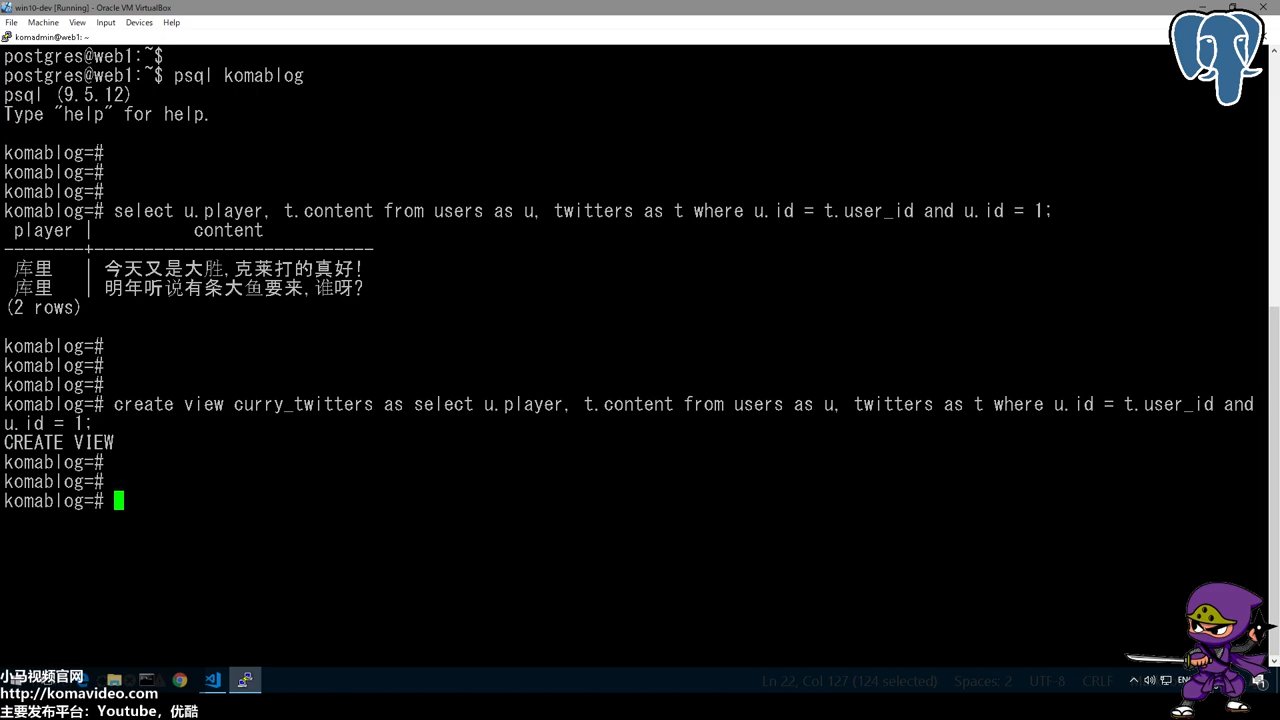 win10-dev [Running] - Oracle VM VirtualBox
File Machine View Input Devices Help
komadmin@web1: ~
postgres@web1:~$
postgres@web1:~$ psql komablog
psql (9.5.12)
Type "help" for help.
komablog=#
komablog=#
komablog=#
komablog=# select u.player, t.content from users as u, twitters as t where u.id = t.user_id and u.id = 1;
player | content
--------+----------------------------
库里 | 今天又是大胜,克莱打的真好!
库里 | 明年听说有条大鱼要来,谁呀?
(2 rows)
komablog=#
komablog=#
komablog=#
komablog=# create view curry_twitters as select u.player, t.content from users as u, twitters as t where u.id = t.user_id and
u.id = 1;
CREATE VIEW
komablog=#
komablog=#
komablog=#
小马视频官网
http://komavideo.com
主要发布平台：Youtube，优酷
Ln 22, Col 127 (124 selected) Spaces: 2 UTF-8 CRLF